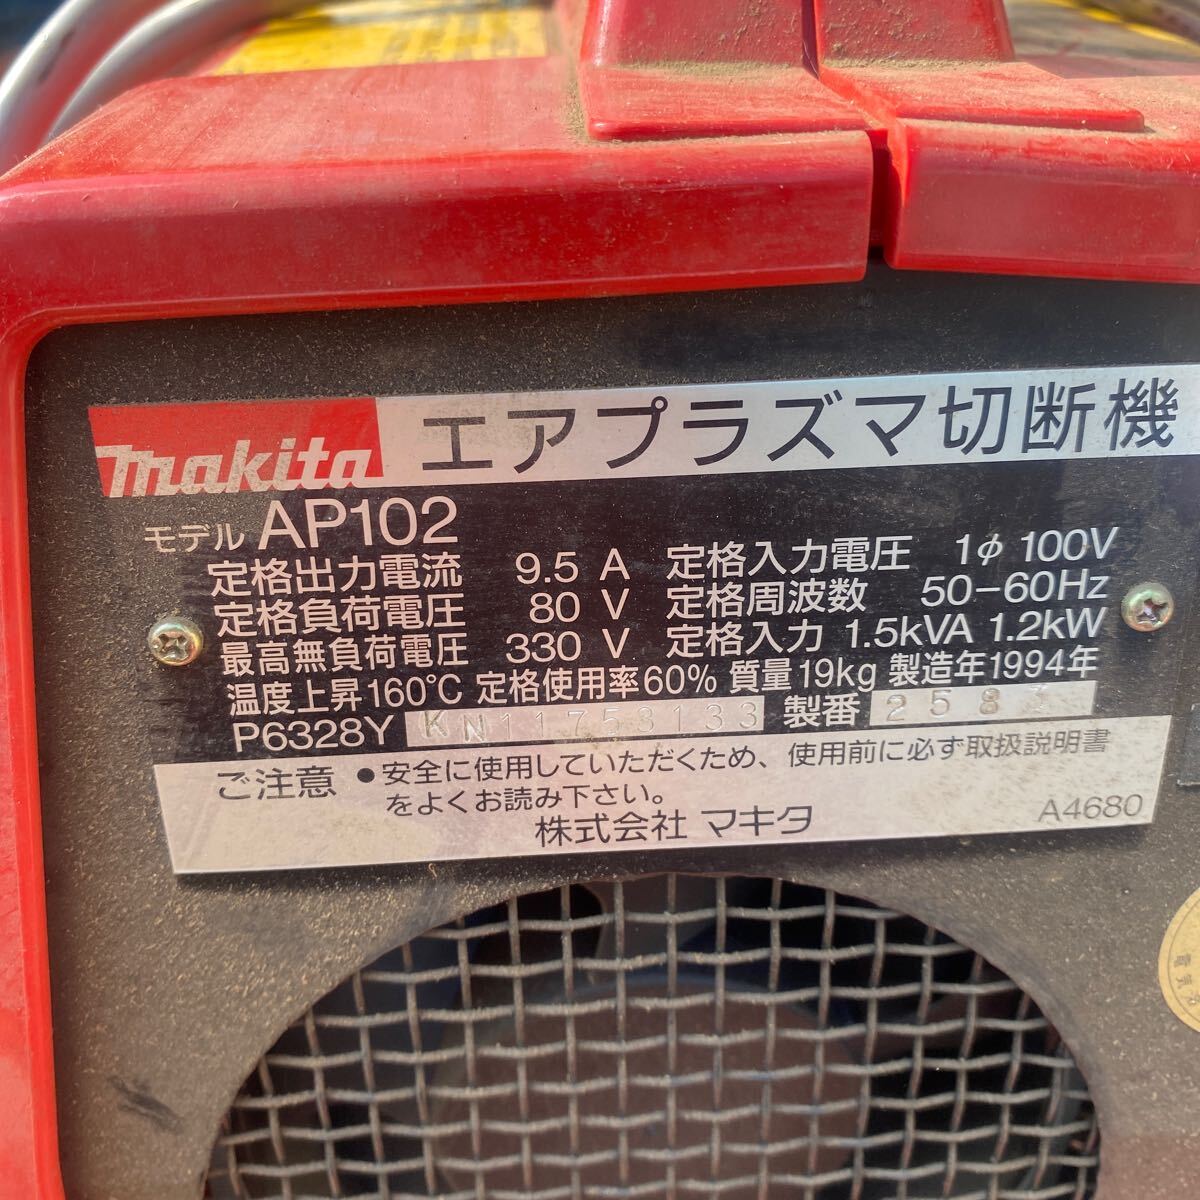 makita エアプラズマ切断機
モデル AP102
定格出力電流 9.5 A 定格入力電圧 1φ 100V
定格負荷電圧 80 V 定格周波数 50-60Hz
最高無負荷電圧 330 V 定格入力 1.5kVA 1.2kW
温度上昇160℃ 定格使用率60% 質量19kg 製造年1994年
P6328Y KN11753133 製番 2583
ご注意 ●安全に使用していただくため、使用前に必ず取扱説明書
をよくお読み下さい。
株式会社 マキタ A4680